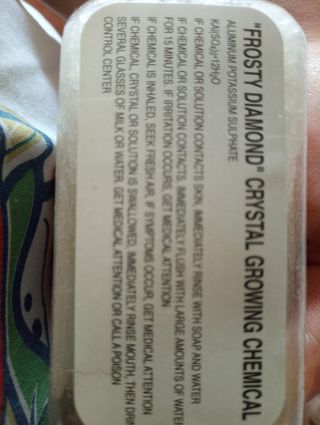 "FROSTY DIAMOND" CRYSTAL GROWING CHEMICAL
ALUMINUM POTASSIUM SULPHATE
KAl(SO₄)₂•12H₂O
IF CHEMICAL OR SOLUTION CONTACTS SKIN, IMMEDIATELY RINSE WITH SOAP AND WATER
IF CHEMICAL OR SOLUTION CONTACTS, IMMEDIATELY FLUSH WITH LARGE AMOUNTS OF WATER
FOR 15 MINUTES. IF IRRITATION OCCURS, GET MEDICAL ATTENTION
IF CHEMICAL IS INHALED, SEEK FRESH AIR, IF SYMPTOMS OCCUR, GET MEDICAL ATTENTION
IF CHEMICAL CRYSTAL OR SOLUTION IS SWALLOWED, IMMEDIATELY RINSE MOUTH, THEN DRIN
SEVERAL GLASSES OF MILK OR WATER, GET MEDICAL ATTENTION OR CALL A POISON
CONTROL CENTER